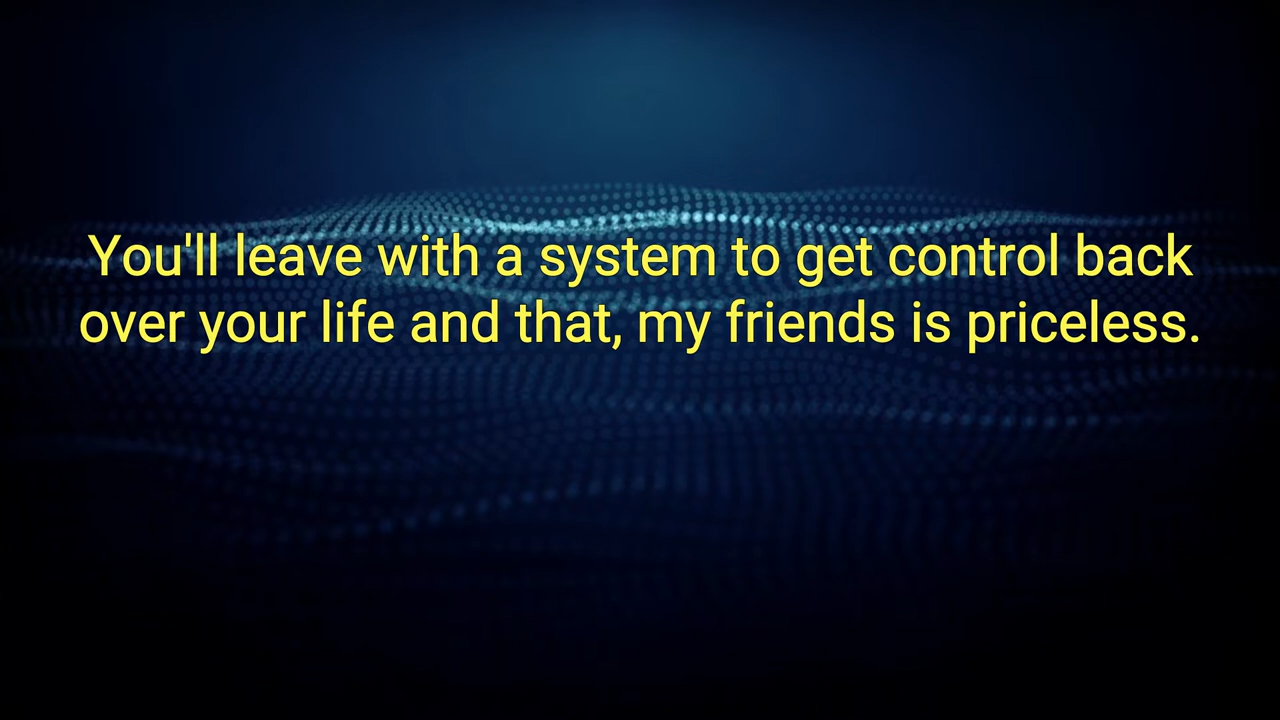 You'll leave with a system to get control back
over your life and that, my friends is priceless.